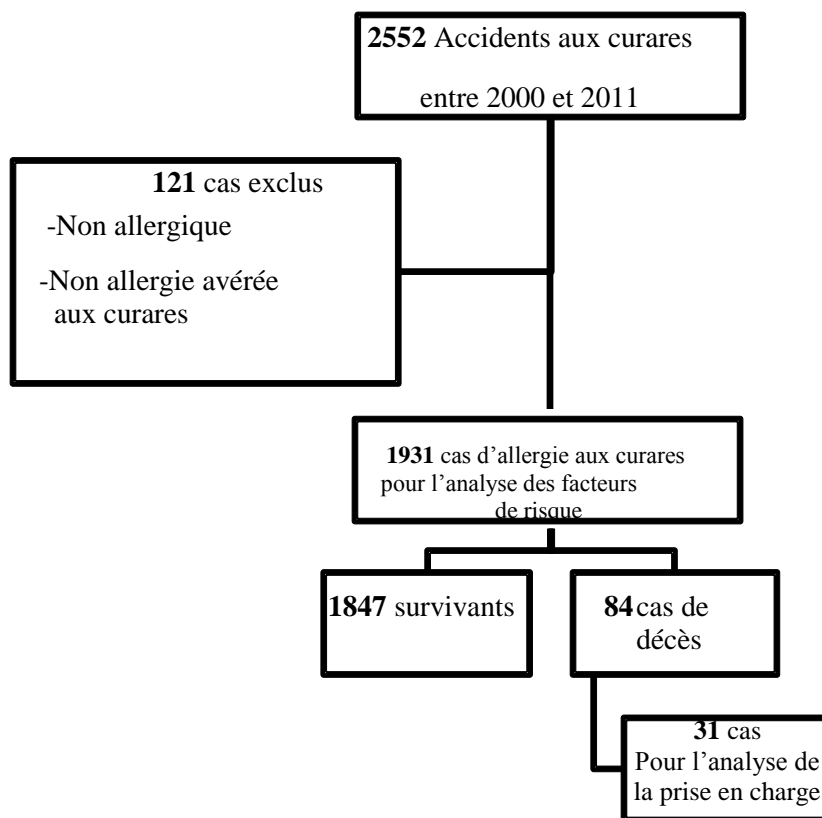 2552 Accidents aux curares
entre 2000 et 2011
121 cas exclus
-Non allergique
-Non allergie avérée
aux curares
1931 cas d’allergie aux curares
pour l’analyse des facteurs
de risque
1847 survivants
84 cas de
décès
31 cas
Pour l’analyse de
la prise en charge